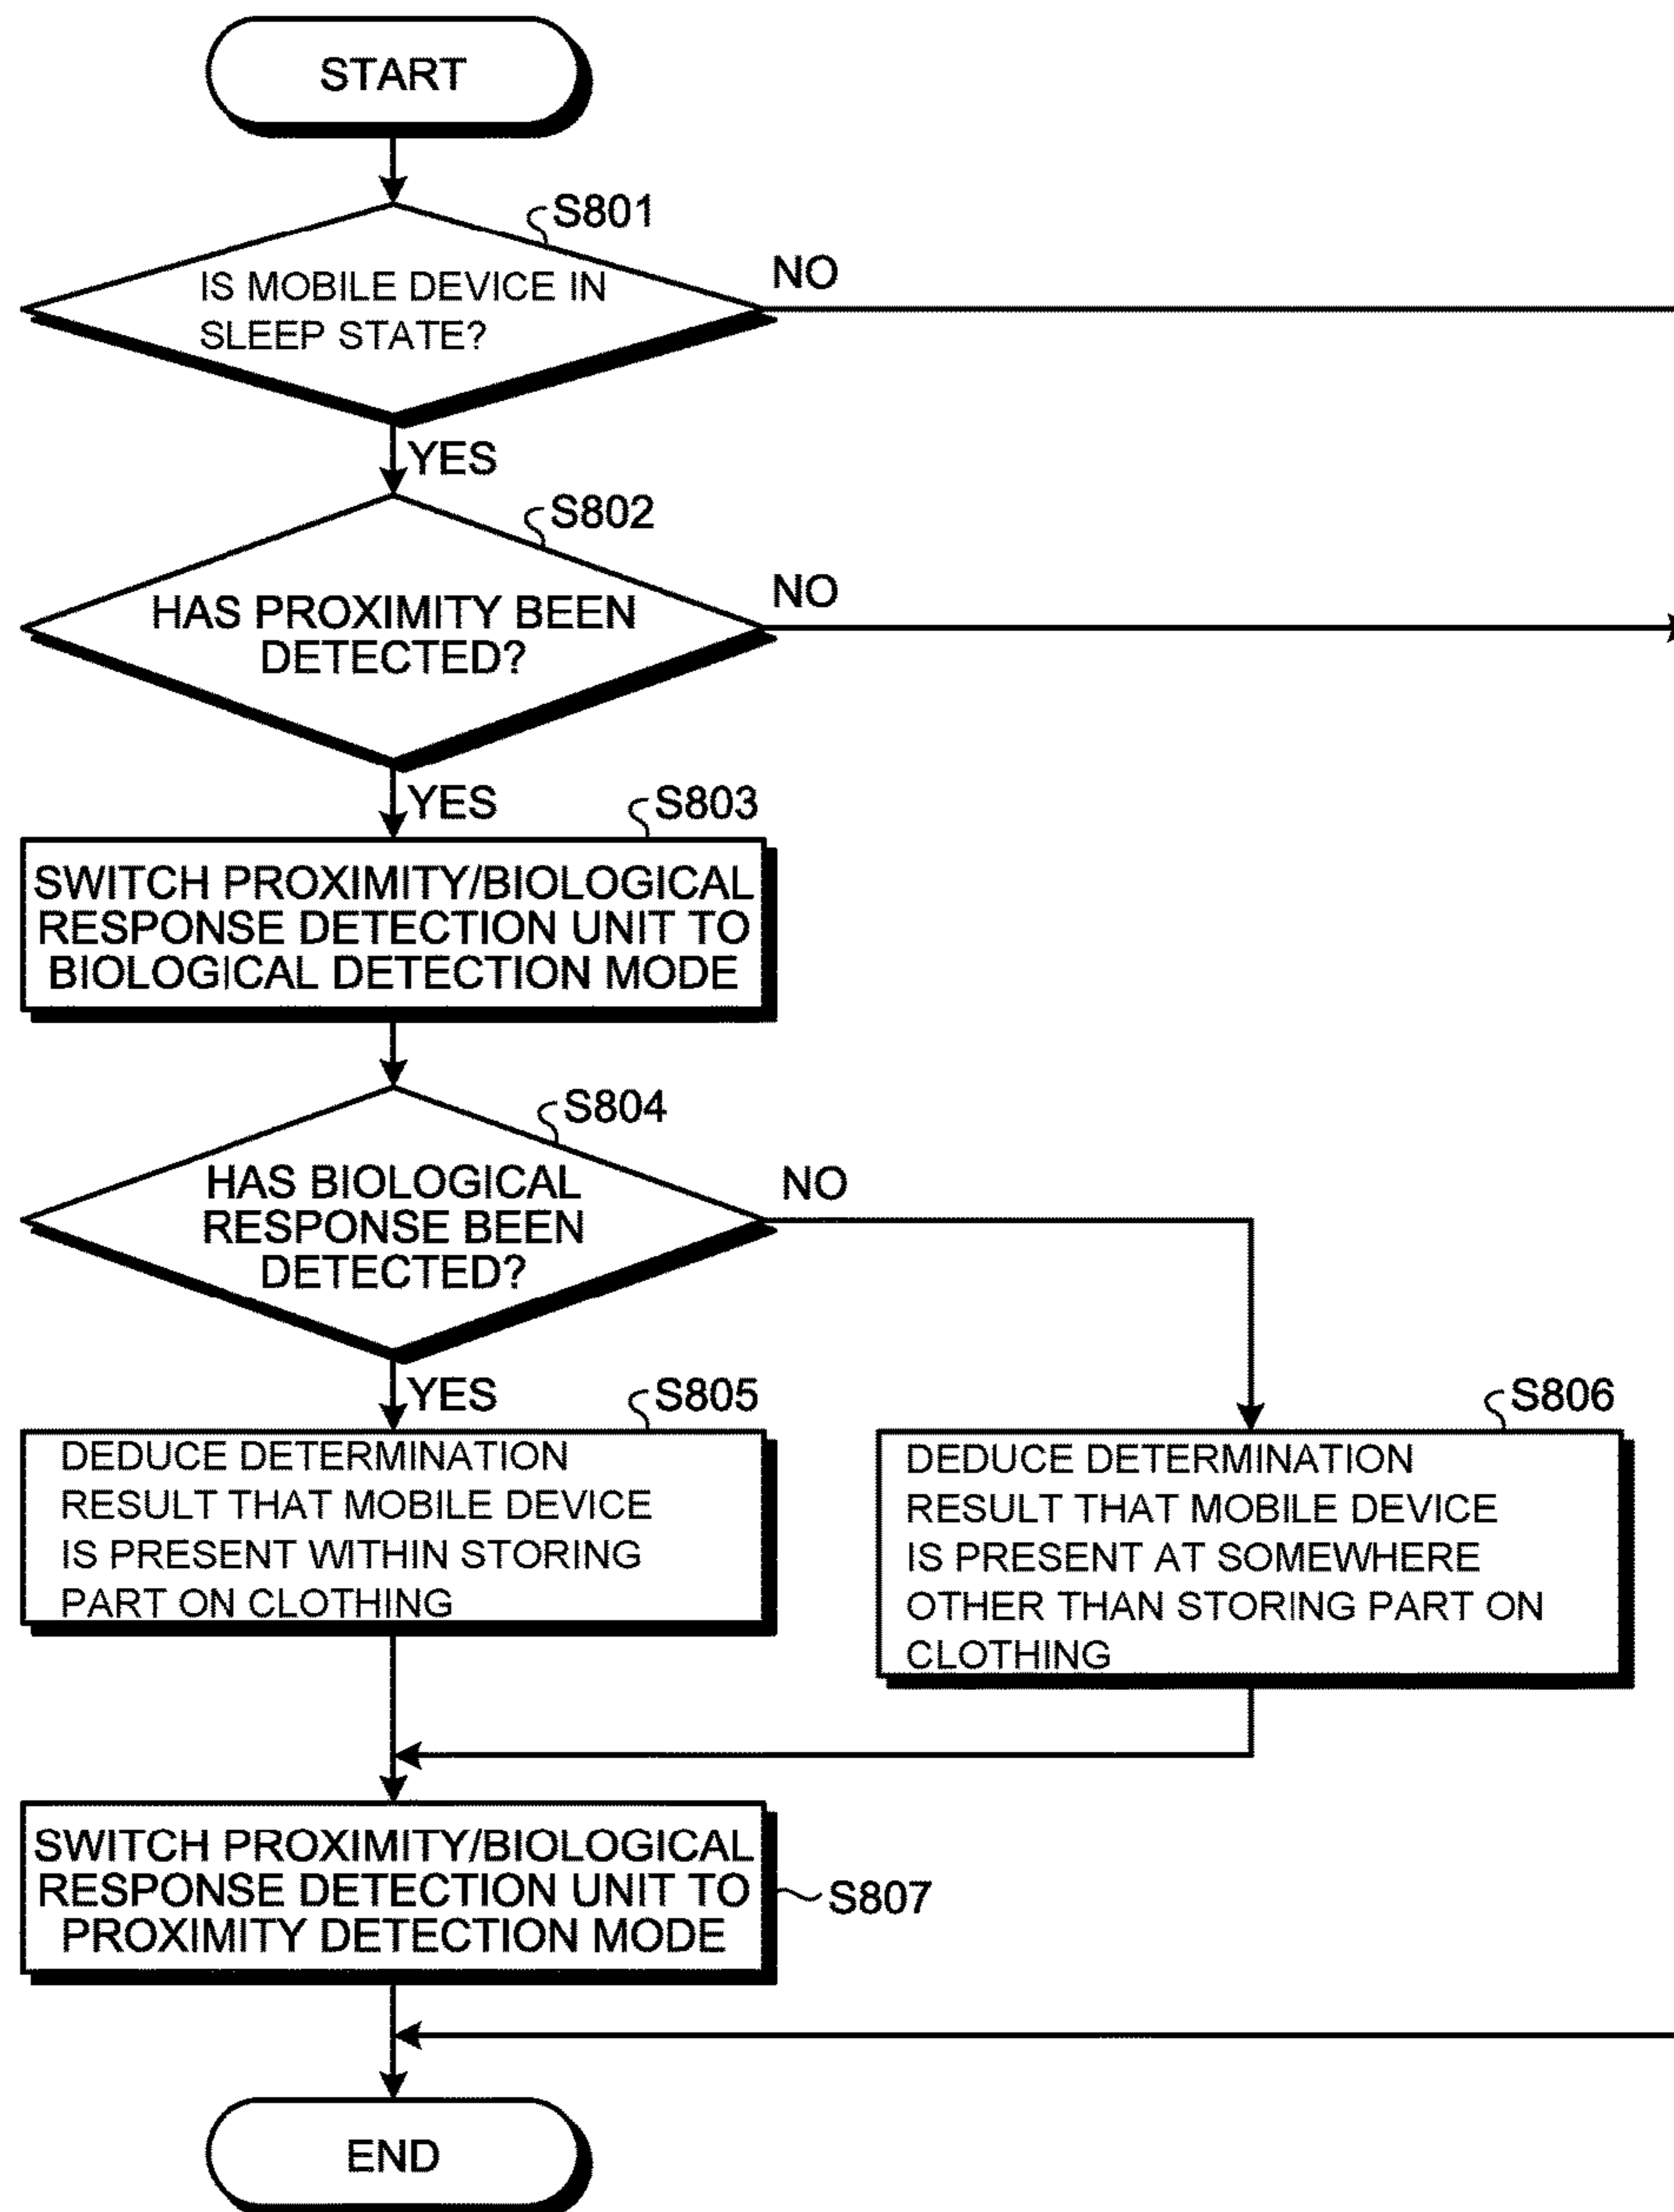 START
S801
IS MOBILE DEVICE IN
SLEEP STATE?
NO
YES
S802
HAS PROXIMITY BEEN
DETECTED?
NO
YES
S803
SWITCH PROXIMITY/BIOLOGICAL
RESPONSE DETECTION UNIT TO
BIOLOGICAL DETECTION MODE
S804
HAS BIOLOGICAL
RESPONSE BEEN
DETECTED?
NO
YES
S805
DEDUCE DETERMINATION
RESULT THAT MOBILE DEVICE
IS PRESENT WITHIN STORING
PART ON CLOTHING
S806
DEDUCE DETERMINATION
RESULT THAT MOBILE DEVICE
IS PRESENT AT SOMEWHERE
OTHER THAN STORING PART ON
CLOTHING
SWITCH PROXIMITY/BIOLOGICAL
RESPONSE DETECTION UNIT TO
PROXIMITY DETECTION MODE
S807
END